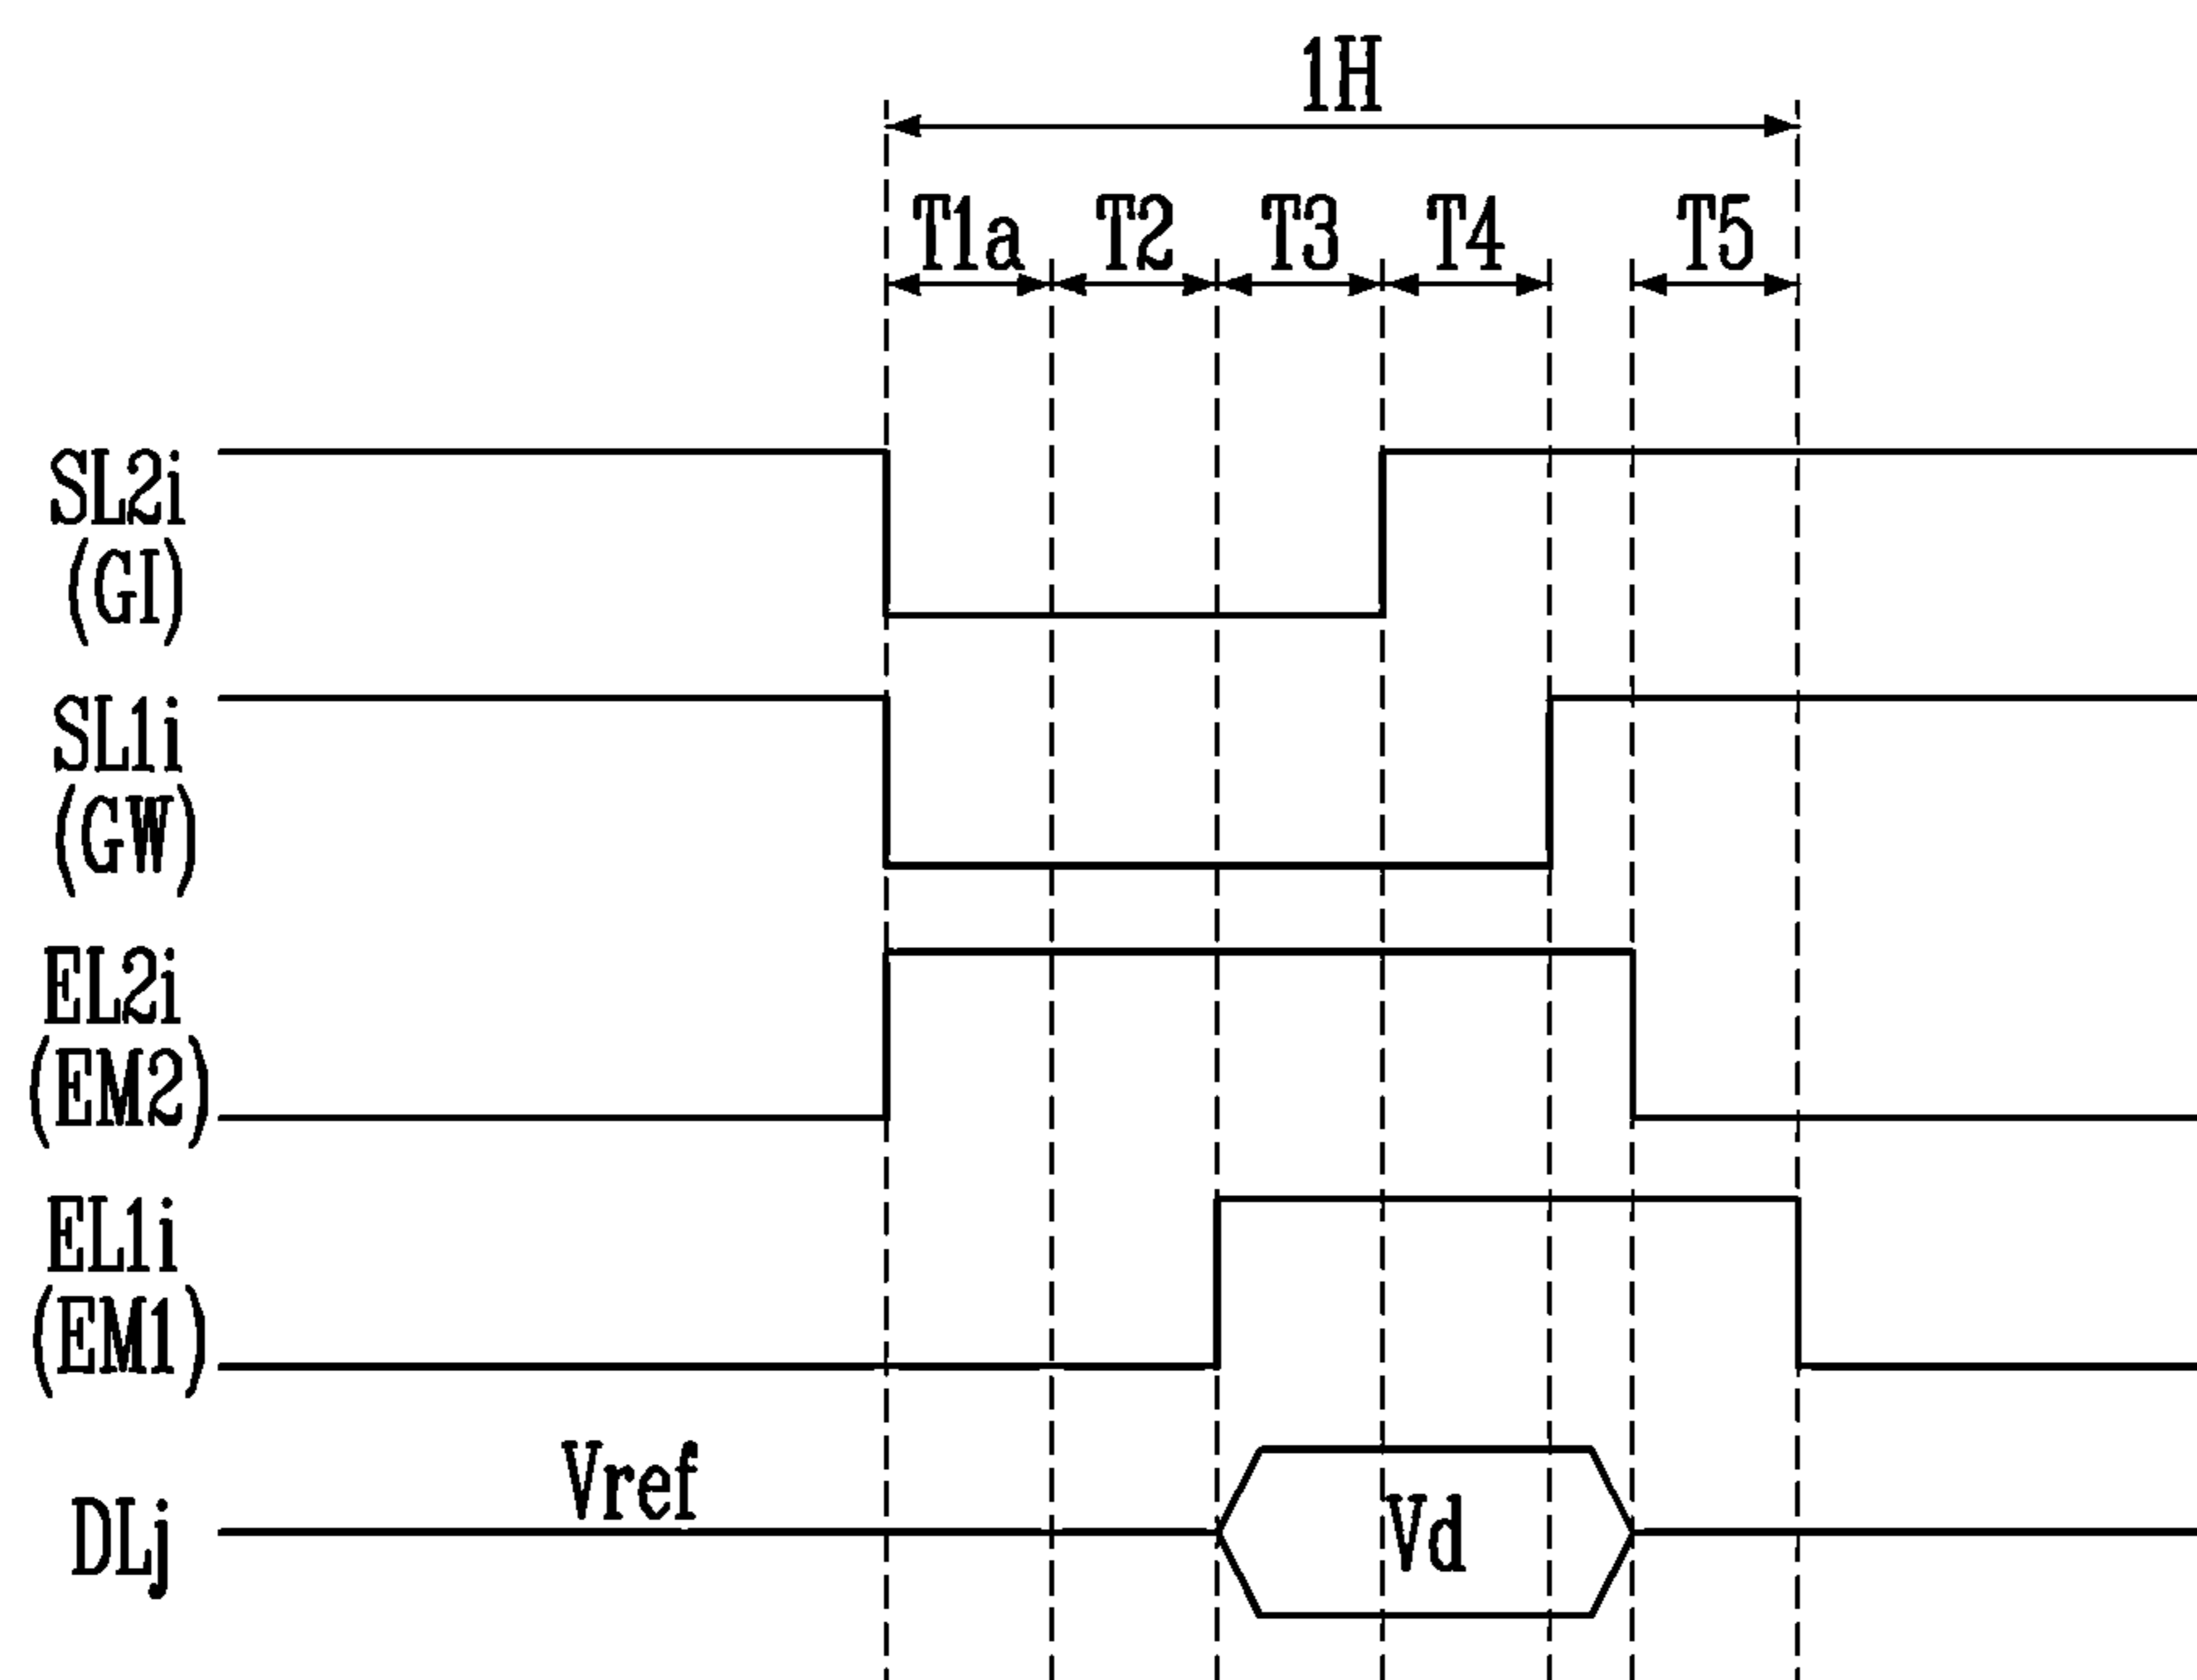 1H
T1a T2 T3 T4 T5
SL2i
(GI)
SL1i
(GW)
EL2i
(EM2)
EL1i
(EM1)
Vref
DLj
Vd